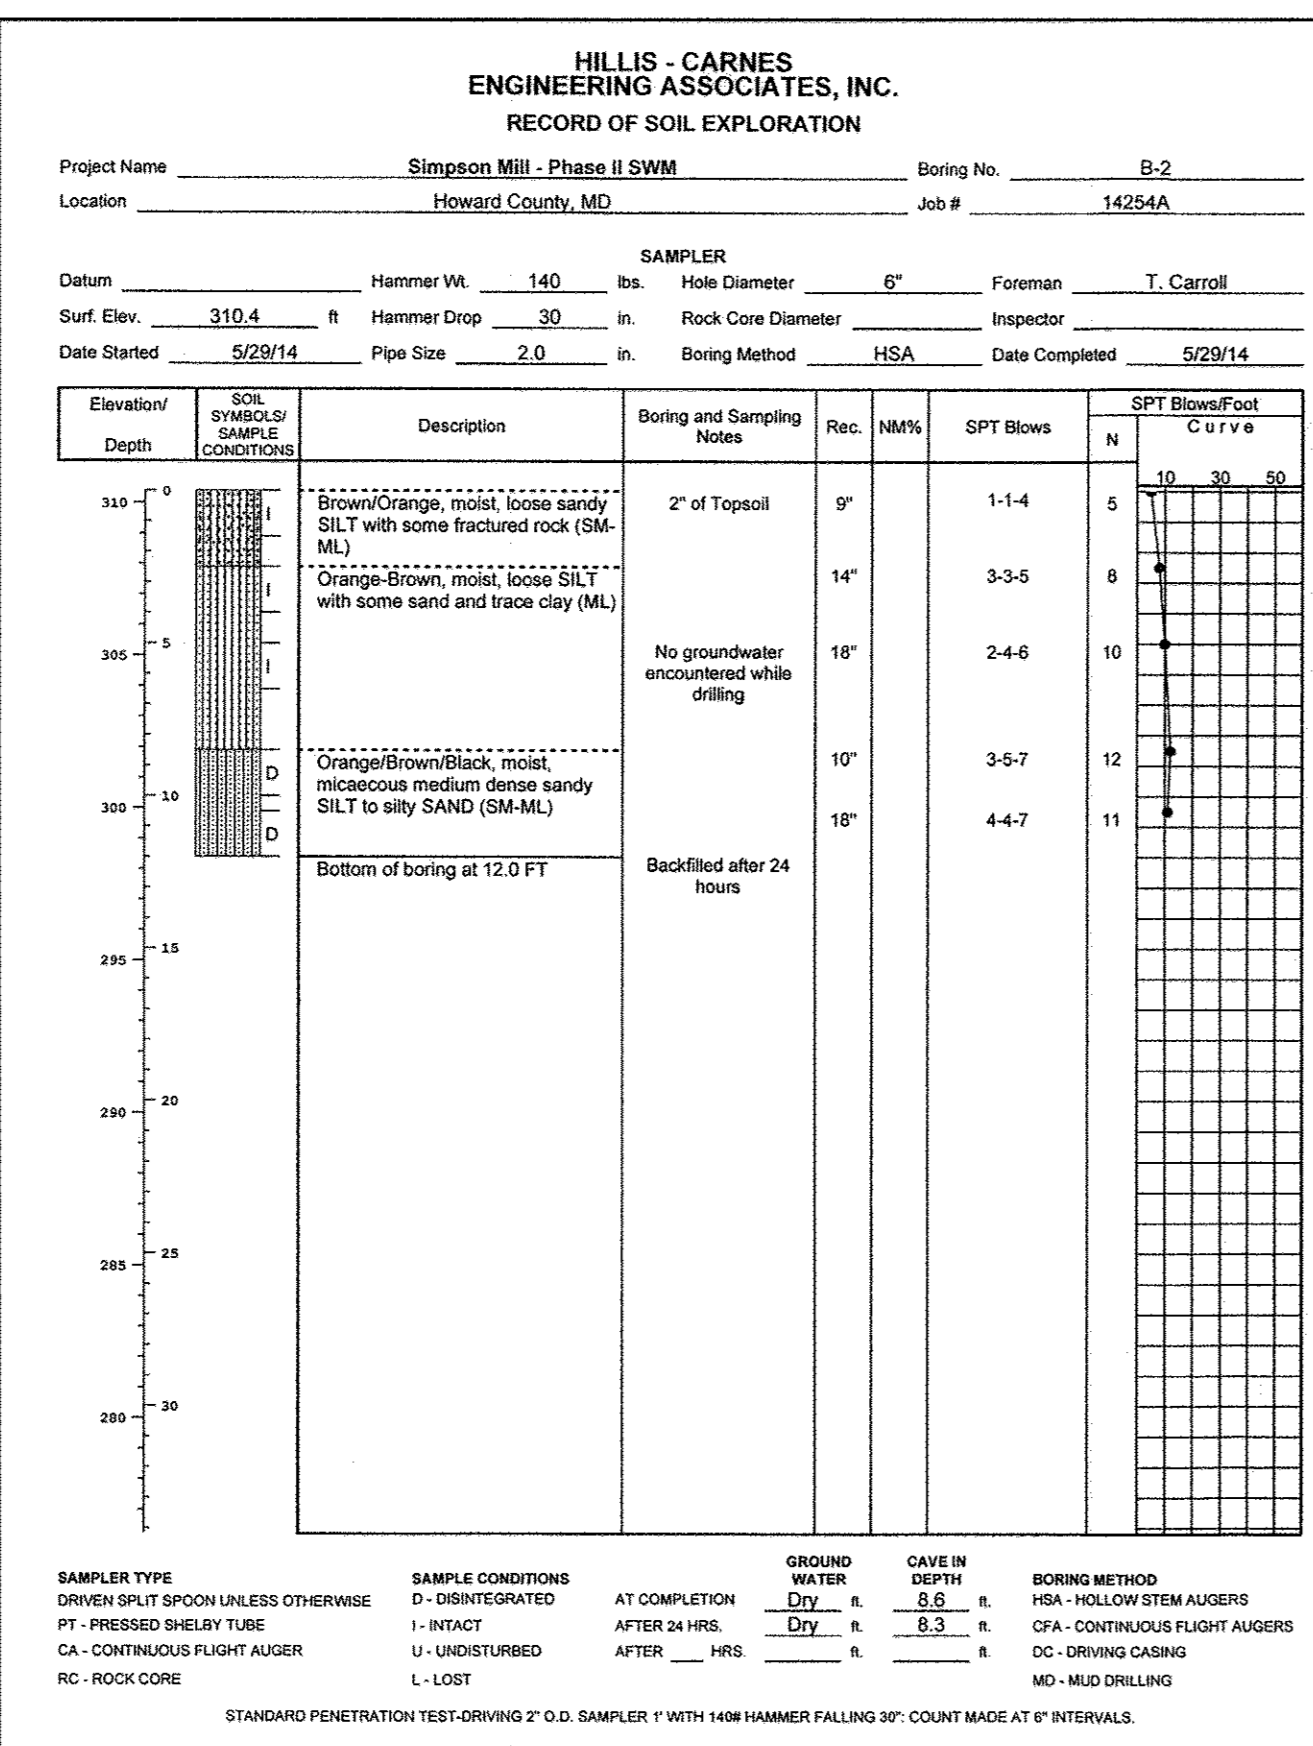 HILLIS - CARNES
ENGINEERING ASSOCIATES, INC.
RECORD OF SOIL EXPLORATION
Project Name Simpson Mill - Phase II SWM Boring No. B-2
Location Howard County, MD Job # 14254A
SAMPLER
Datum Hammer Wt. 140 lbs. Hole Diameter 6" Foreman T. Carroll
Surf. Elev. 310.4 ft Hammer Drop 30 in. Rock Core Diameter Inspector
Date Started 5/29/14 Pipe Size 2.0 in. Boring Method HSA Date Completed 5/29/14
Elevation/
Depth
SOIL
SYMBOLS/
SAMPLE
CONDITIONS
Description
Boring and Sampling
Notes
Rec.
NM%
SPT Blows
SPT Blows/Foot
N
Curve
10 30 50
310 0
Brown/Orange, moist, loose sandy
SILT with some fractured rock (SM-
ML)
I
2" of Topsoil
9" 1-1-4 5
Orange-Brown, moist, loose SILT
with some sand and trace clay (ML)
I
14" 3-3-5 8
305 5
I
No groundwater
encountered while
drilling
18" 2-4-6 10
Orange/Brown/Black, moist,
micaecous medium dense sandy
SILT to silty SAND (SM-ML)
D
10" 3-5-7 12
300 10
D
18" 4-4-7 11
Bottom of boring at 12.0 FT
Backfilled after 24
hours
295 15
290 20
285 25
280 30
SAMPLER TYPE
DRIVEN SPLIT SPOON UNLESS OTHERWISE
PT - PRESSED SHELBY TUBE
CA - CONTINUOUS FLIGHT AUGER
RC - ROCK CORE
SAMPLE CONDITIONS
D - DISINTEGRATED
I - INTACT
U - UNDISTURBED
L - LOST
GROUND
WATER
CAVE IN
DEPTH
AT COMPLETION Dry ft. 8.6 ft.
AFTER 24 HRS. Dry ft. 8.3 ft.
AFTER ___ HRS. ft. ft.
BORING METHOD
HSA - HOLLOW STEM AUGERS
CFA - CONTINUOUS FLIGHT AUGERS
DC - DRIVING CASING
MD - MUD DRILLING
STANDARD PENETRATION TEST-DRIVING 2" O.D. SAMPLER 1' WITH 140# HAMMER FALLING 30": COUNT MADE AT 6" INTERVALS.